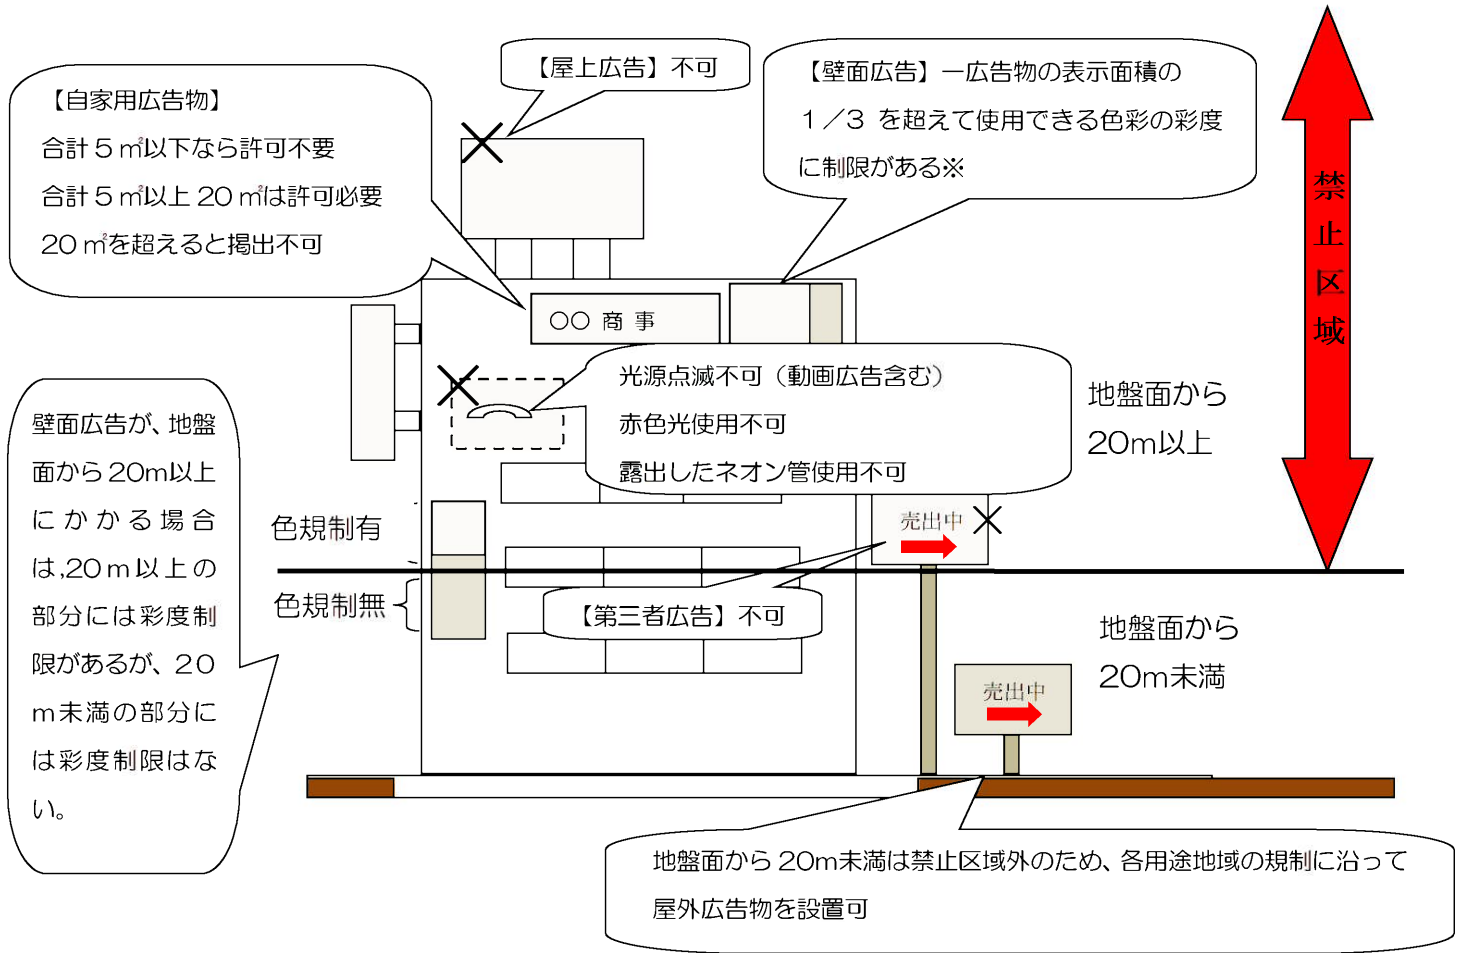 【屋上広告】不可
【自家用広告物】
合計５㎡以下なら許可不要
合計５㎡以上 20 ㎡は許可必要
20 ㎡を超えると掲出不可
【壁面広告】一広告物の表示面積の
１／３ を超えて使用できる色彩の彩度
に制限がある※
禁止区域
○○ 商 事
光源点滅不可（動画広告含む）
赤色光使用不可
露出したネオン管使用不可
地盤面から
20ｍ以上
壁面広告が、地盤
面から 20ｍ以上
にかかる場合
は,20ｍ以上の
部分には彩度制
限があるが、２０
ｍ未満の部分に
は彩度制限はな
い。
色規制有
色規制無
売出中
【第三者広告】不可
地盤面から
20ｍ未満
売出中
地盤面から 20ｍ未満は禁止区域外のため、各用途地域の規制に沿って
屋外広告物を設置可